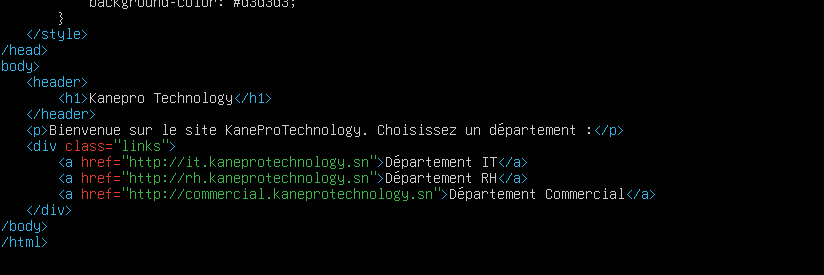 background-color: #d3d3d3;
}
</style>
/head>
body>
<header>
<h1>Kanepro Technology</h1>
</header>
<p>Bienvenue sur le site KaneProTechnology. Choisissez un département :</p>
<div class="links">
<a href="http://it.kaneprotechnology.sn">Département IT</a>
<a href="http://rh.kaneprotechnology.sn">Département RH</a>
<a href="http://commercial.kaneprotechnology.sn">Département Commercial</a>
</div>
/body>
/html>